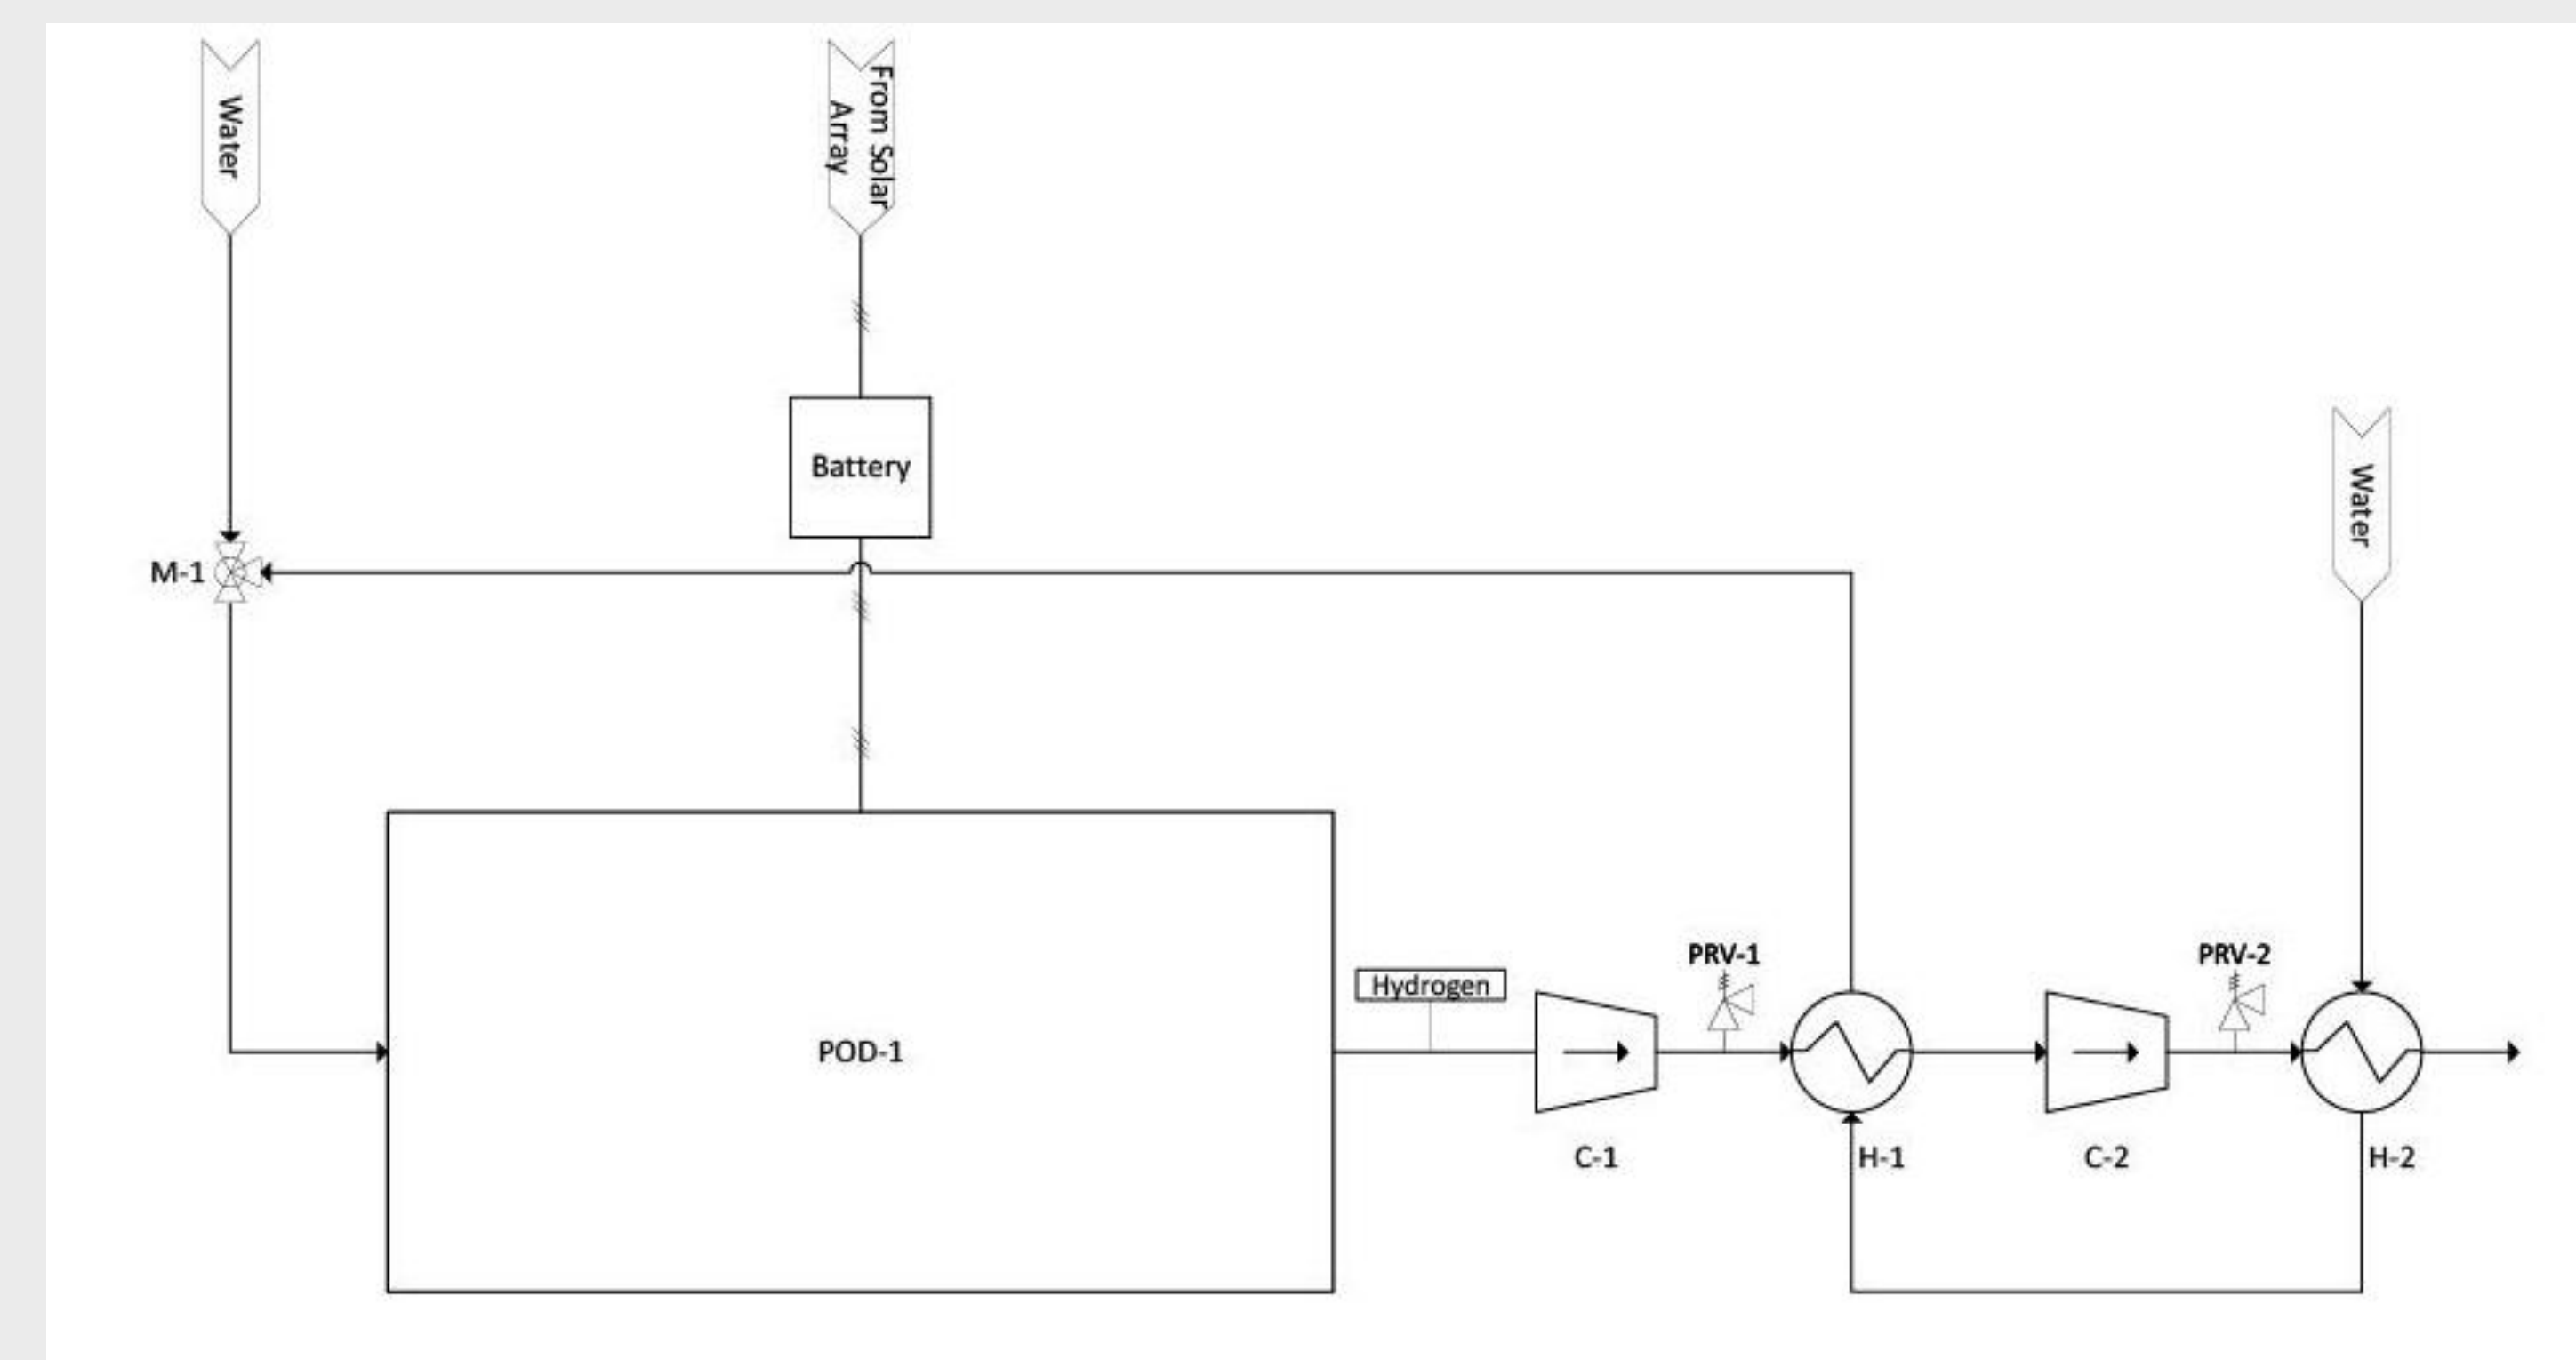 Water
From Solar
Array
Battery
Water
M-1
PRV-1
PRV-2
Hydrogen
POD-1
C-1
H-1
C-2
H-2